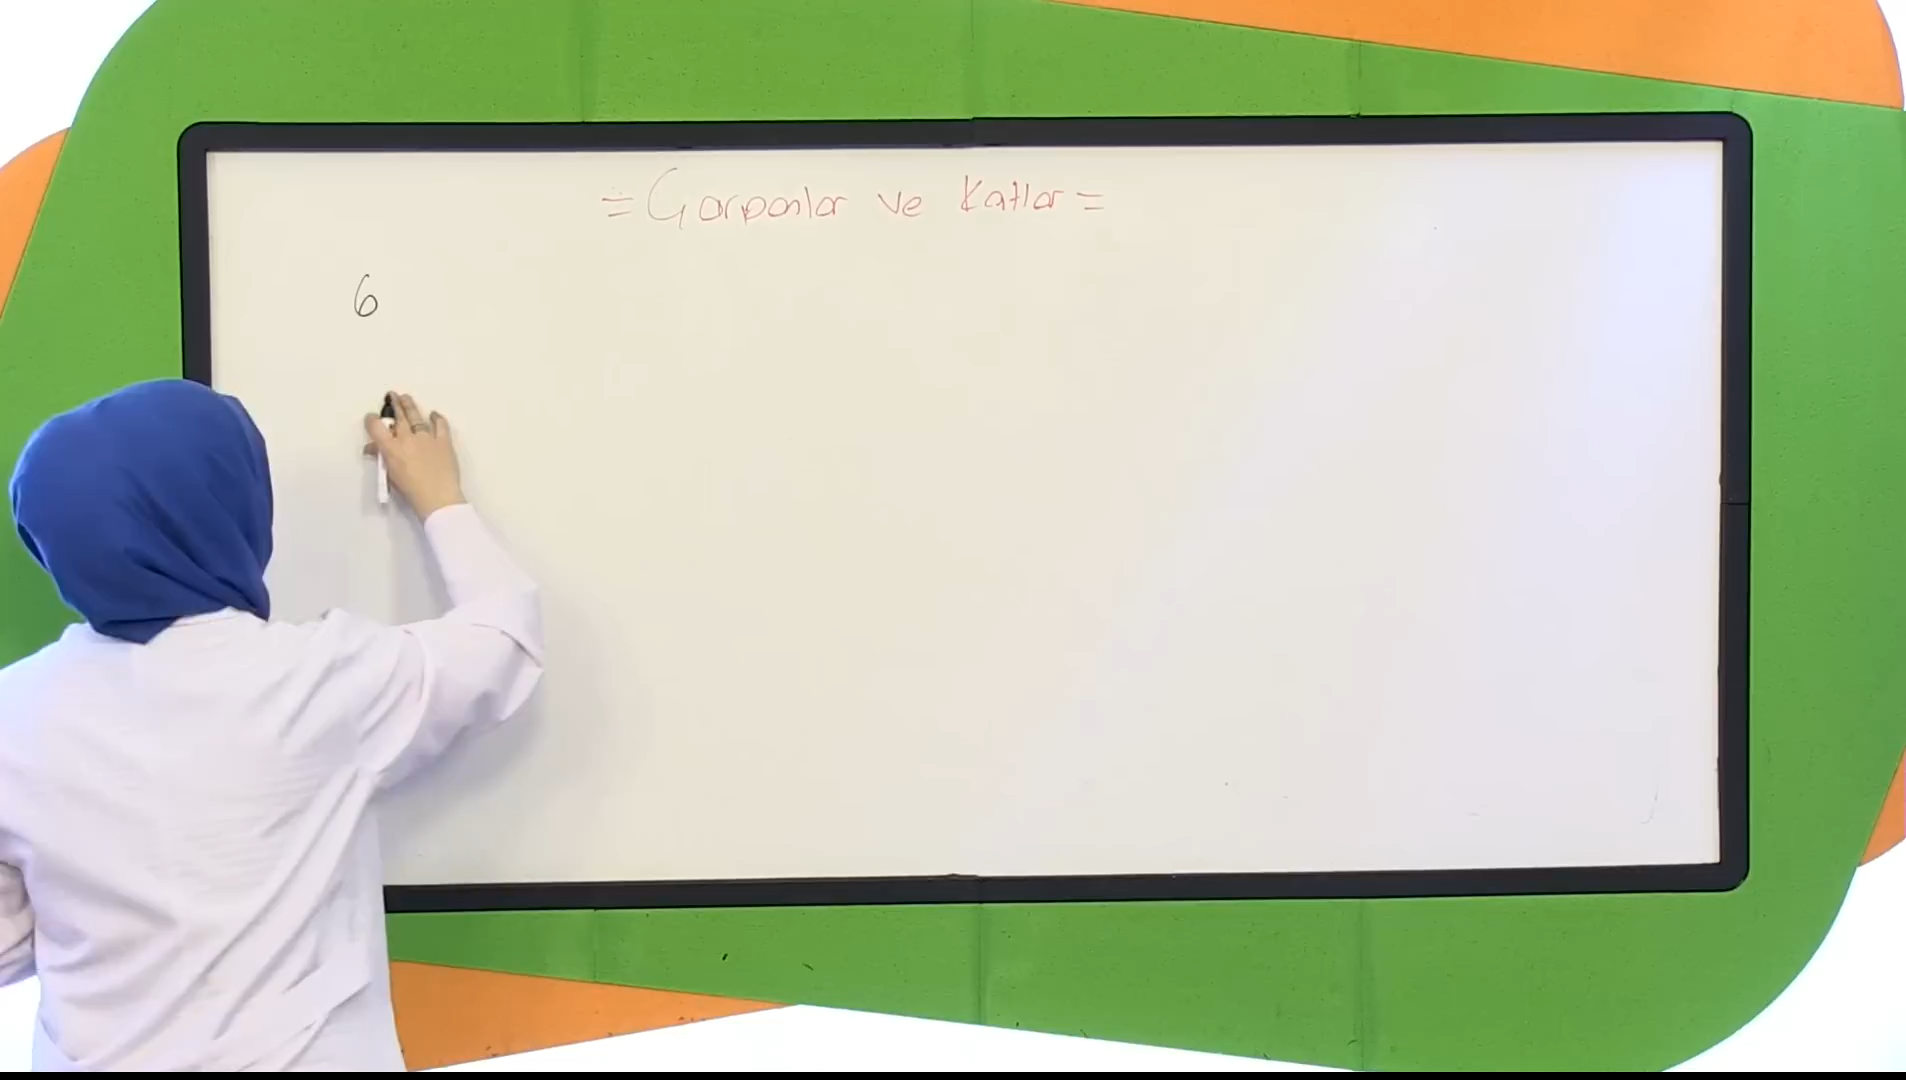 = Çarpanlar ve Katlar =
6